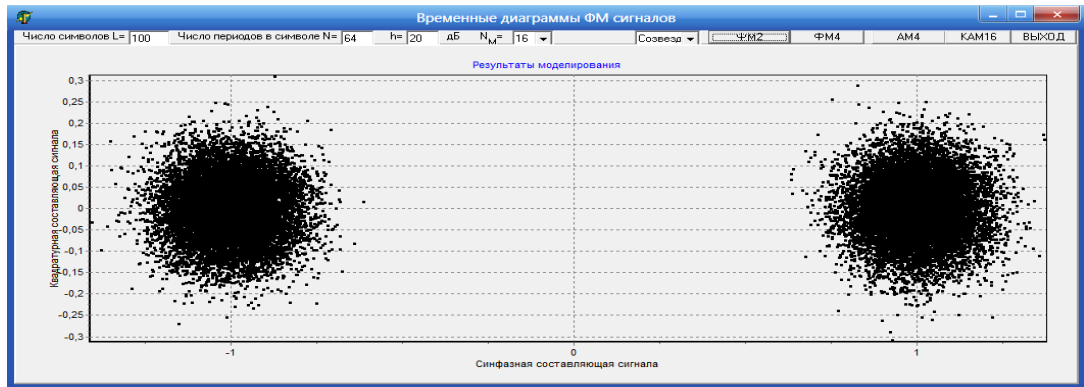 Временные диаграммы ФМ сигналов
Число символов L= 100 Число периодов в символе N= 64 h= 20 дБ N_M= 16 Созвезд ФМ2 ФМ4 АМ4 КАМ16 ВЫХОД
Результаты моделирования
Квадратурная составляющая сигнала
0,3
0,25
0,2
0,15
0,1
0,05
0
-0,05
-0,1
-0,15
-0,2
-0,25
-0,3
-1 0 1
Синфазная составляющая сигнала